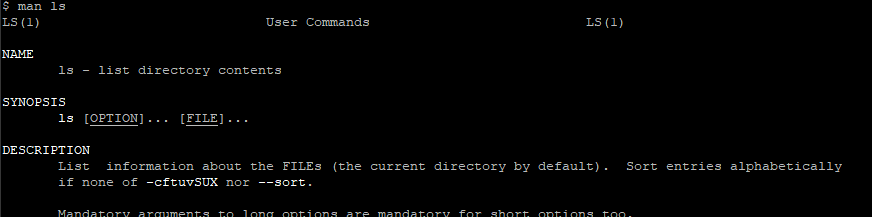 $ man ls
LS(1) User Commands LS(1)
NAME
ls - list directory contents
SYNOPSIS
ls [OPTION]... [FILE]...
DESCRIPTION
List information about the FILEs (the current directory by default). Sort entries alphabetically
if none of -cftuvSUX nor --sort.
Mandatory arguments to long options are mandatory for short options too.